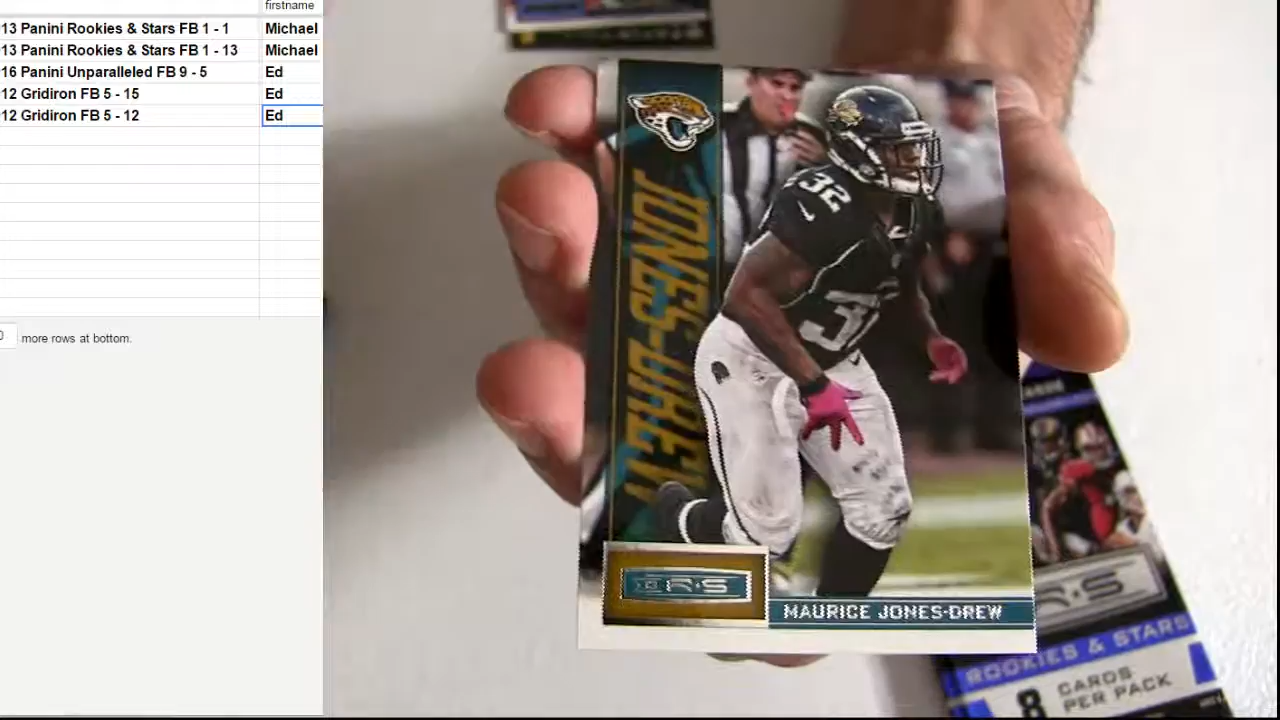 firstname
13 Panini Rookies & Stars FB 1 - 1 Michael
13 Panini Rookies & Stars FB 1 - 13 Michael
16 Panini Unparalleled FB 9 - 5 Ed
12 Gridiron FB 5 - 15 Ed
12 Gridiron FB 5 - 12 Ed
0 more rows at bottom.
JONES-DREW
32
32
R★S
MAURICE JONES-DREW
R★S
ROOKIES & STARS
8 CARDS
PER PACK